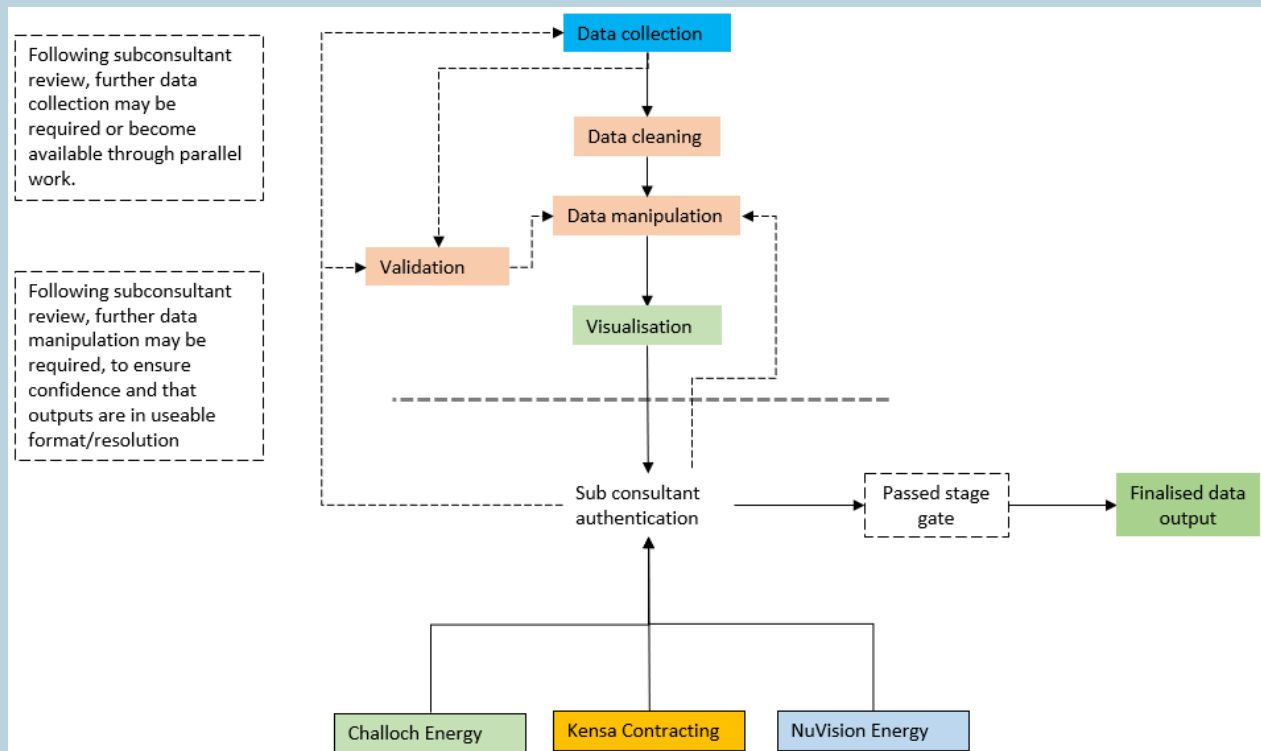 Following subconsultant
review, further data
collection may be
required or become
available through parallel
work.
Following subconsultant
review, further data
manipulation may be
required, to ensure
confidence and that
outputs are in useable
format/resolution
Data collection
Data cleaning
Data manipulation
Validation
Visualisation
Sub consultant
authentication
Passed stage
gate
Finalised data
output
Challoch Energy
Kensa Contracting
NuVision Energy